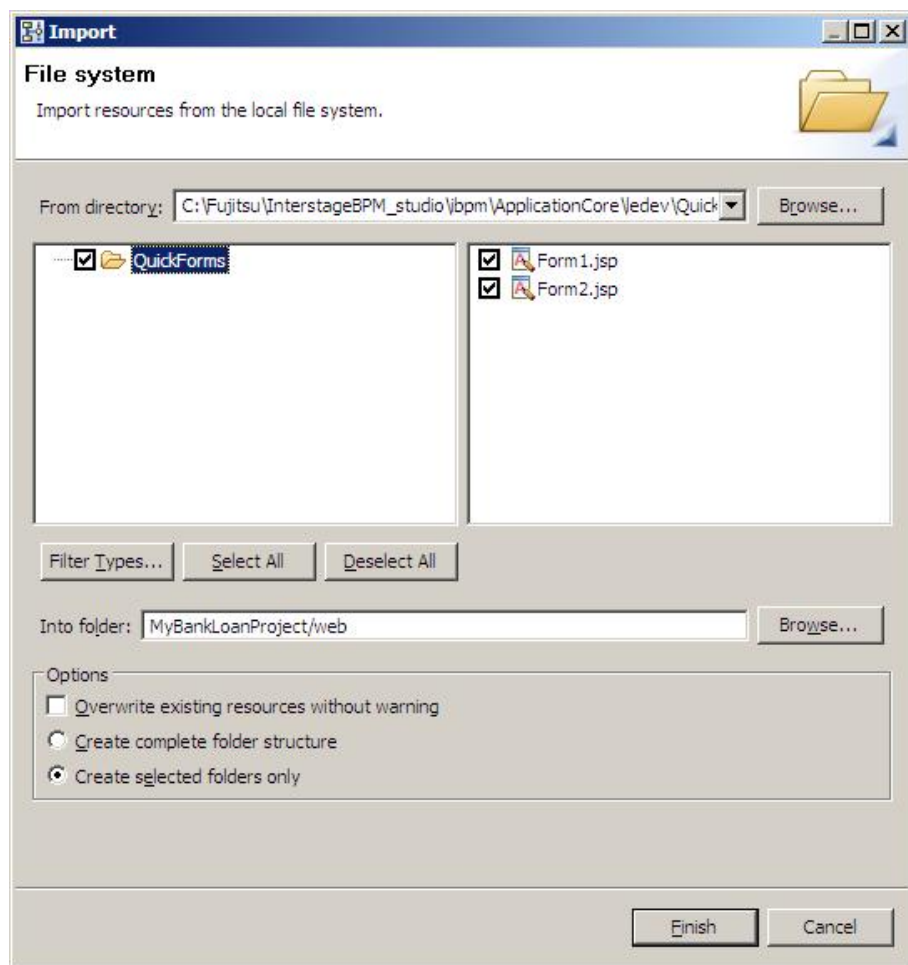 Import
File system
Import resources from the local file system.
From directory: C:\Fujitsu\InterstageBPM_studio\ibpm\ApplicationCore\ledev\Quick Browse...
QuickForms
Form1.jsp
Form2.jsp
Filter Types... Select All Deselect All
Into folder: MyBankLoanProject/web Browse...
Options
Overwrite existing resources without warning
Create complete folder structure
Create selected folders only
Finish Cancel